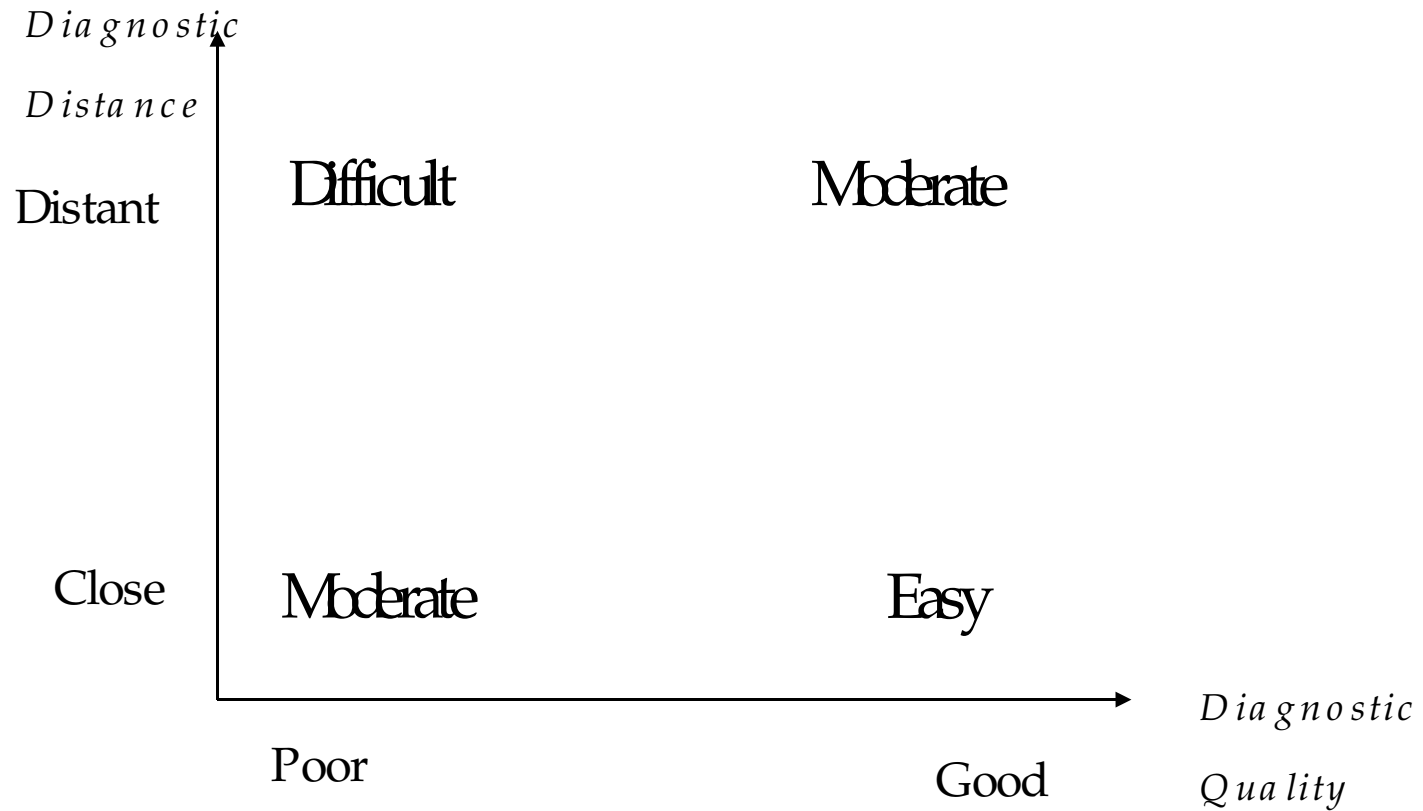 Diagnostic
Distance
Difficult Moderate
Distant
Close Moderate Easy
Diagnostic
Poor Good Quality